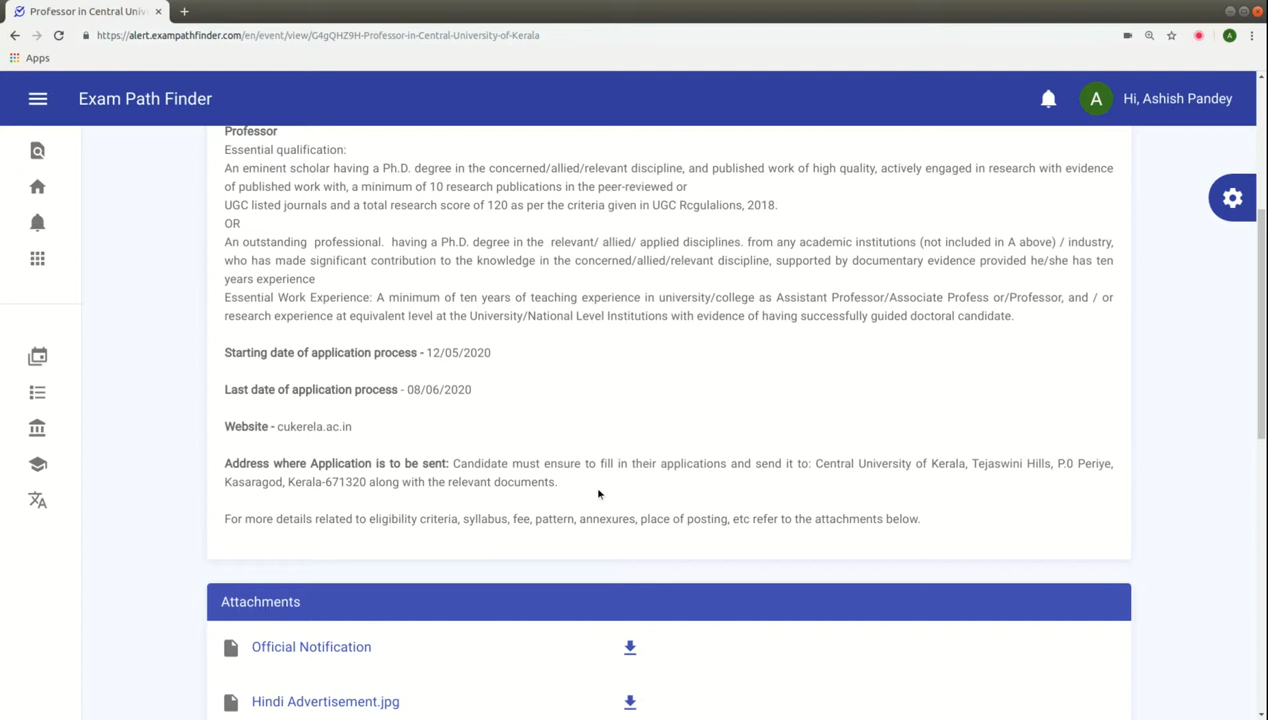 Professor in Central Univ
https://alert.exampathfinder.com/en/event/view/G4gQHZ9H-Professor-in-Central-University-of-Kerala
A
Apps
Exam Path Finder
A
Hi, Ashish Pandey
Professor
Essential qualification:
An eminent scholar having a Ph.D. degree in the concerned/allied/relevant discipline, and published work of high quality, actively engaged in research with evidence
of published work with, a minimum of 10 research publications in the peer-reviewed or
UGC listed journals and a total research score of 120 as per the criteria given in UGC Rcgulalions, 2018.
OR
An outstanding professional. having a Ph.D. degree in the relevant/ allied/ applied disciplines. from any academic institutions (not included in A above) / industry,
who has made significant contribution to the knowledge in the concerned/allied/relevant discipline, supported by documentary evidence provided he/she has ten
years experience
Essential Work Experience: A minimum of ten years of teaching experience in university/college as Assistant Professor/Associate Profess or/Professor, and / or
research experience at equivalent level at the University/National Level Institutions with evidence of having successfully guided doctoral candidate.
Starting date of application process - 12/05/2020
Last date of application process - 08/06/2020
Website - cukerela.ac.in
Address where Application is to be sent: Candidate must ensure to fill in their applications and send it to: Central University of Kerala, Tejaswini Hills, P.0 Periye,
Kasaragod, Kerala-671320 along with the relevant documents.
For more details related to eligibility criteria, syllabus, fee, pattern, annexures, place of posting, etc refer to the attachments below.
Attachments
Official Notification
Hindi Advertisement.jpg